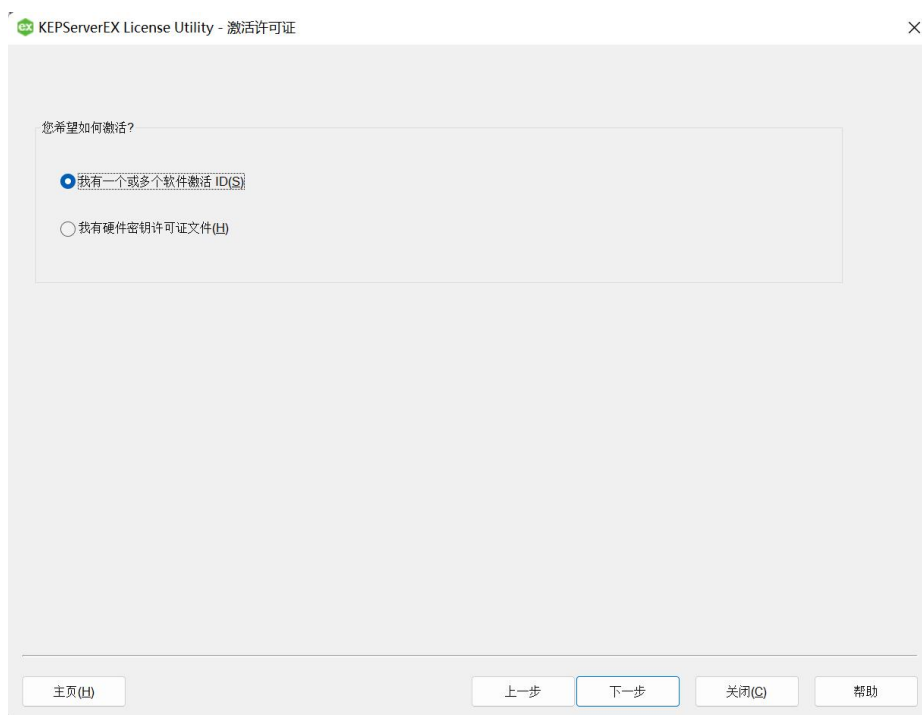 ex KEPServerEX License Utility - 激活许可证
您希望如何激活?
我有一个或多个软件激活 ID(S)
我有硬件密钥许可证文件(H)
主页(H) 上一步 下一步 关闭(C) 帮助